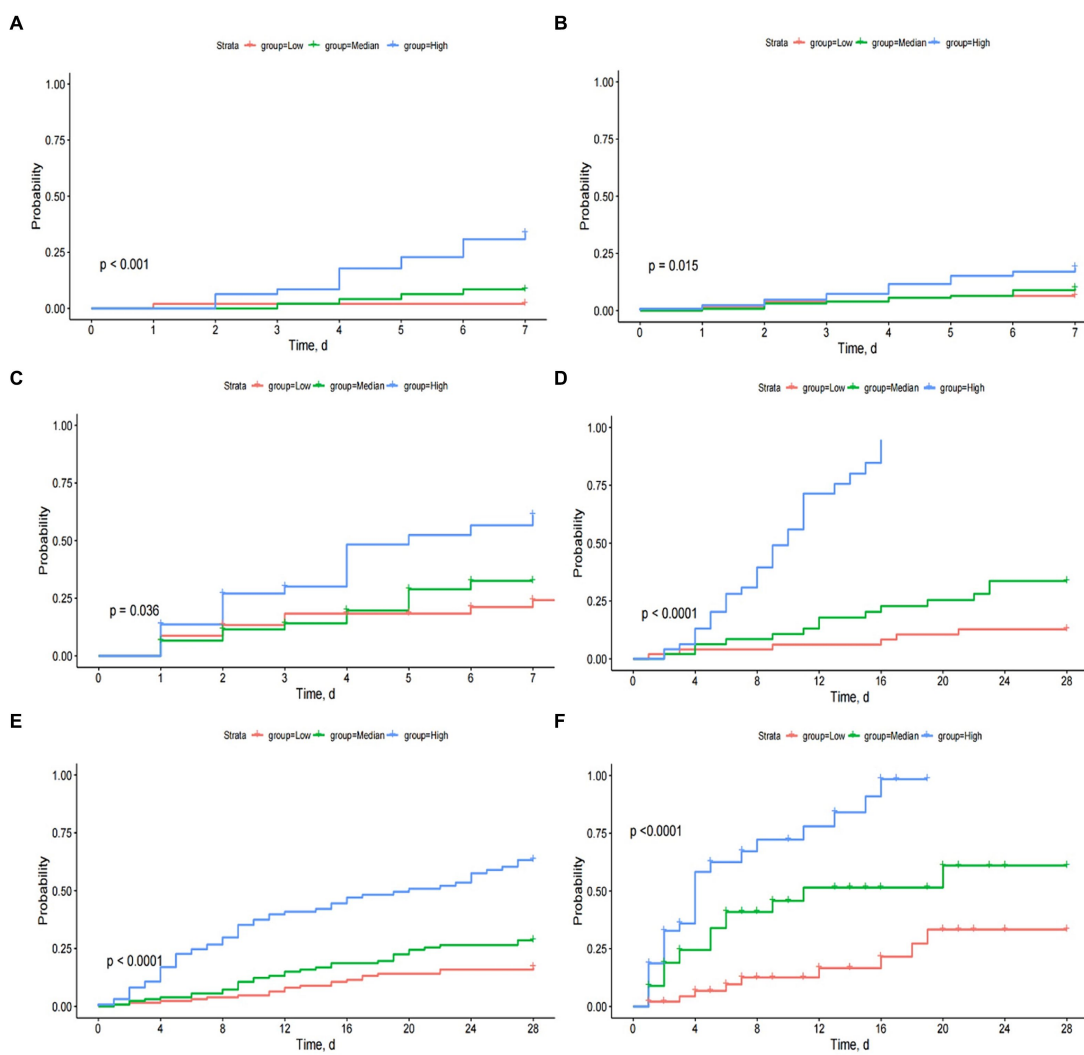 A
Strata group=Low group=Median group=High
1.00
0.75
0.50
0.25
0.00
Probability
p < 0.001
0 1 2 3 4 5 6 7
Time, d
B
Strata group=Low group=Median group=High
1.00
0.75
0.50
0.25
0.00
Probability
p = 0.015
0 1 2 3 4 5 6 7
Time, d
C
Strata group=Low group=Median group=High
1.00
0.75
0.50
0.25
0.00
Probability
p = 0.036
0 1 2 3 4 5 6 7
Time, d
D
Strata group=Low group=Median group=High
1.00
0.75
0.50
0.25
0.00
Probability
p < 0.0001
0 4 8 12 16 20 24 28
Time, d
E
Strata group=Low group=Median group=High
1.00
0.75
0.50
0.25
0.00
Probability
p < 0.0001
0 4 8 12 16 20 24 28
Time, d
F
Strata group=Low group=Median group=High
1.00
0.75
0.50
0.25
0.00
Probability
p <0.0001
0 4 8 12 16 20 24 28
Time, d